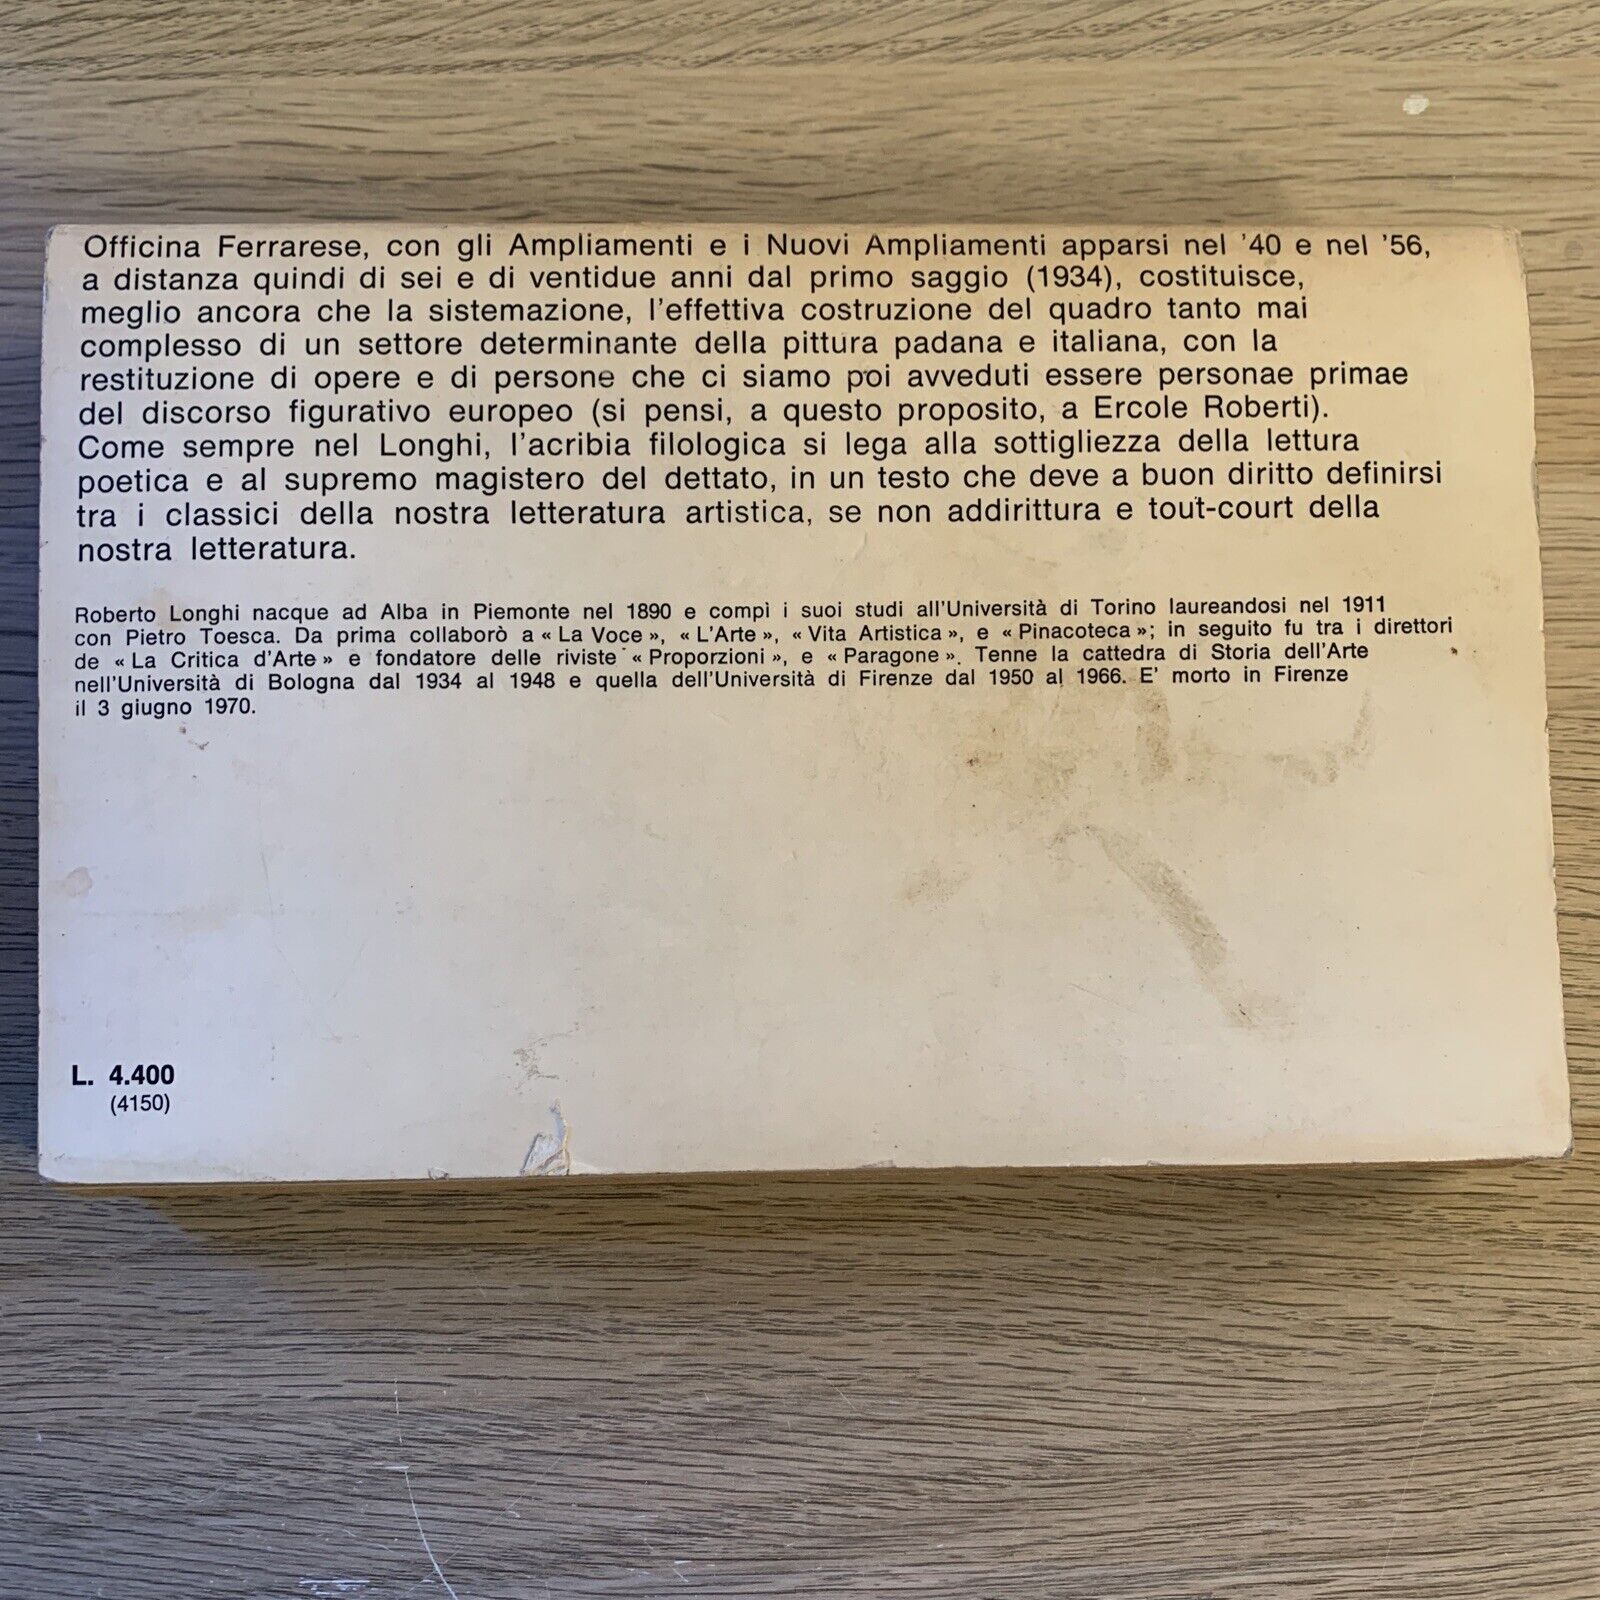 Officina Ferrarese, con gli Ampliamenti e i Nuovi Ampliamenti apparsi nel '40 e nel '56,
a distanza quindi di sei e di ventidue anni dal primo saggio (1934), costituisce,
meglio ancora che la sistemazione, l'effettiva costruzione del quadro tanto mai
complesso di un settore determinante della pittura padana e italiana, con la
restituzione di opere e di persone che ci siamo poi avveduti essere personae primae
del discorso figurativo europeo (si pensi, a questo proposito, a Ercole Roberti).
Come sempre nel Longhi, l'acribia filologica si lega alla sottigliezza della lettura
poetica e al supremo magistero del dettato, in un testo che deve a buon diritto definirsi
tra i classici della nostra letteratura artistica, se non addirittura e tout-court della
nostra letteratura.
Roberto Longhi nacque ad Alba in Piemonte nel 1890 e compì i suoi studi all'Università di Torino laureandosi nel 1911
con Pietro Toesca. Da prima collaborò a « La Voce », « L'Arte », « Vita Artistica », e « Pinacoteca »; in seguito fu tra i direttori
de « La Critica d'Arte » e fondatore delle riviste « Proporzioni », e « Paragone ». Tenne la cattedra di Storia dell'Arte
nell'Università di Bologna dal 1934 al 1948 e quella dell'Università di Firenze dal 1950 al 1966. E' morto in Firenze
il 3 giugno 1970.
L. 4.400
(4150)